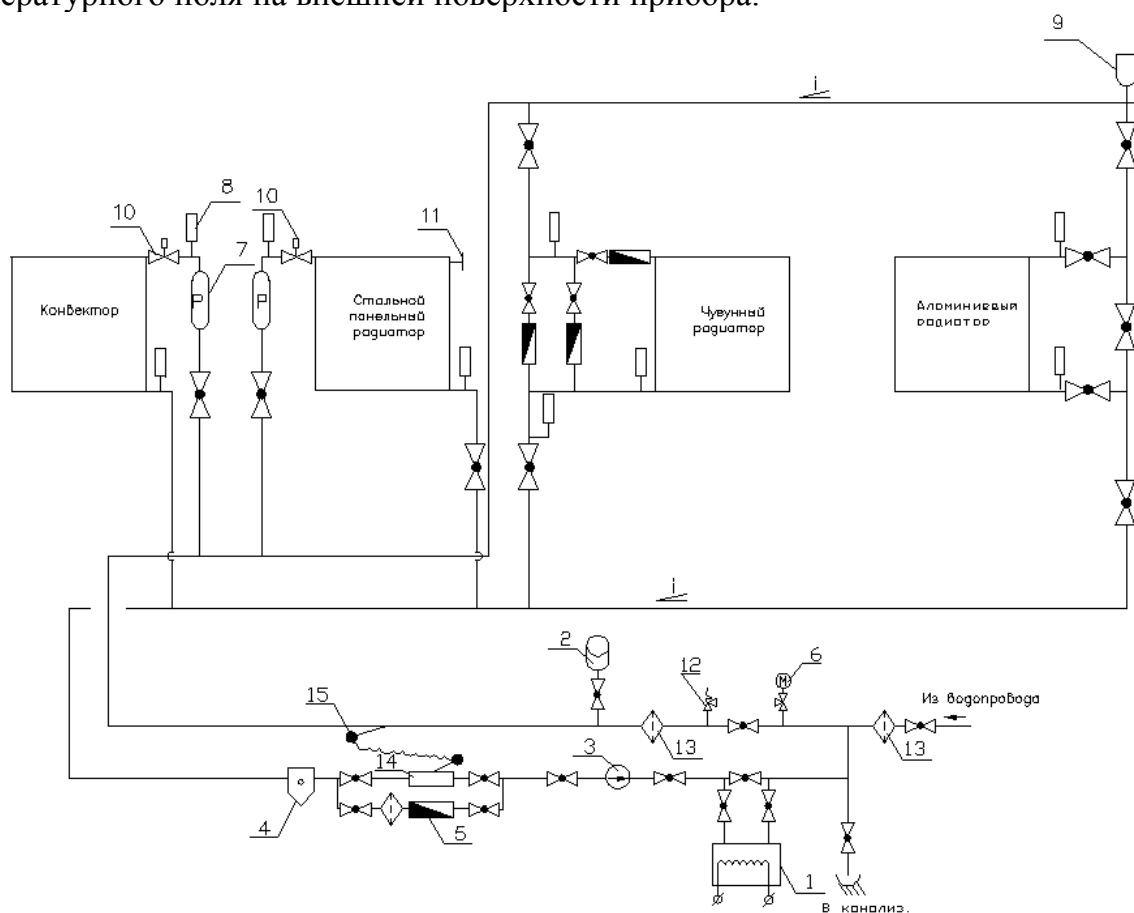 ературного поля на внешней поверхности прибора.
9
i
8
10
10
11
7
P
P
Конвектор
Стальной
панельный
радиатор
Чугунный
радиатор
Алюминиевый
радиатор
i
2
12
6
M
Из водопровода
15
13
13
3
14
4
5
1
В канализ.